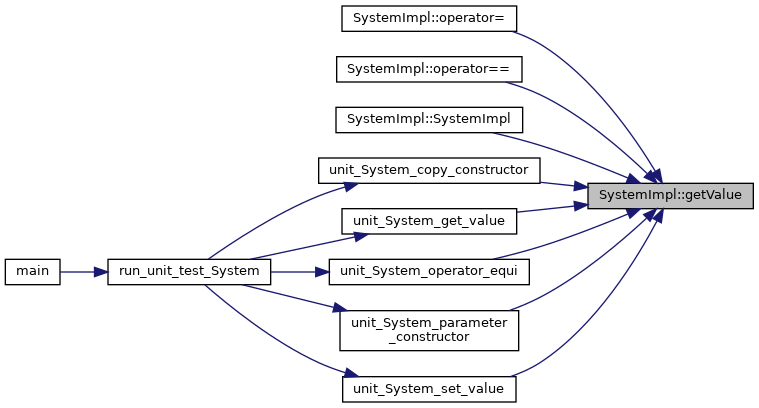 SystemImpl::operator=
SystemImpl::operator==
SystemImpl::SystemImpl
unit_System_copy_constructor
SystemImpl::getValue
unit_System_get_value
main
run_unit_test_System
unit_System_operator_equi
unit_System_parameter
_constructor
unit_System_set_value